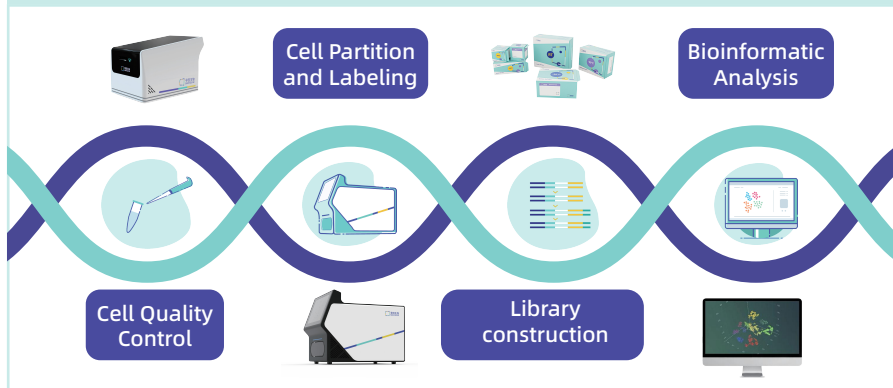 Cell Partition
and Labeling
Bioinformatic
Analysis
Cell Quality
Control
Library
construction